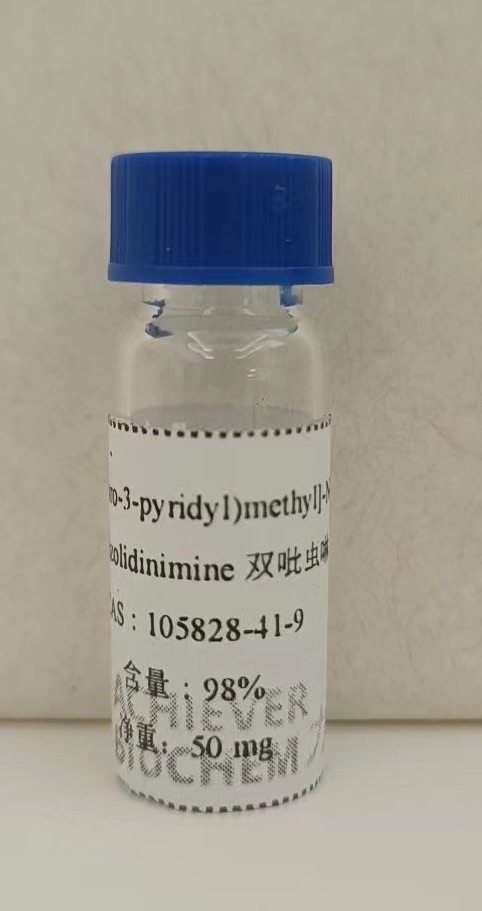 ro-3-pyridyl)methyl]-N
zolidinimine 双吡虫啉
CAS : 105828-41-9
含量 : 98%
ACHIEVER
净重: 50 mg
BIOCHEM